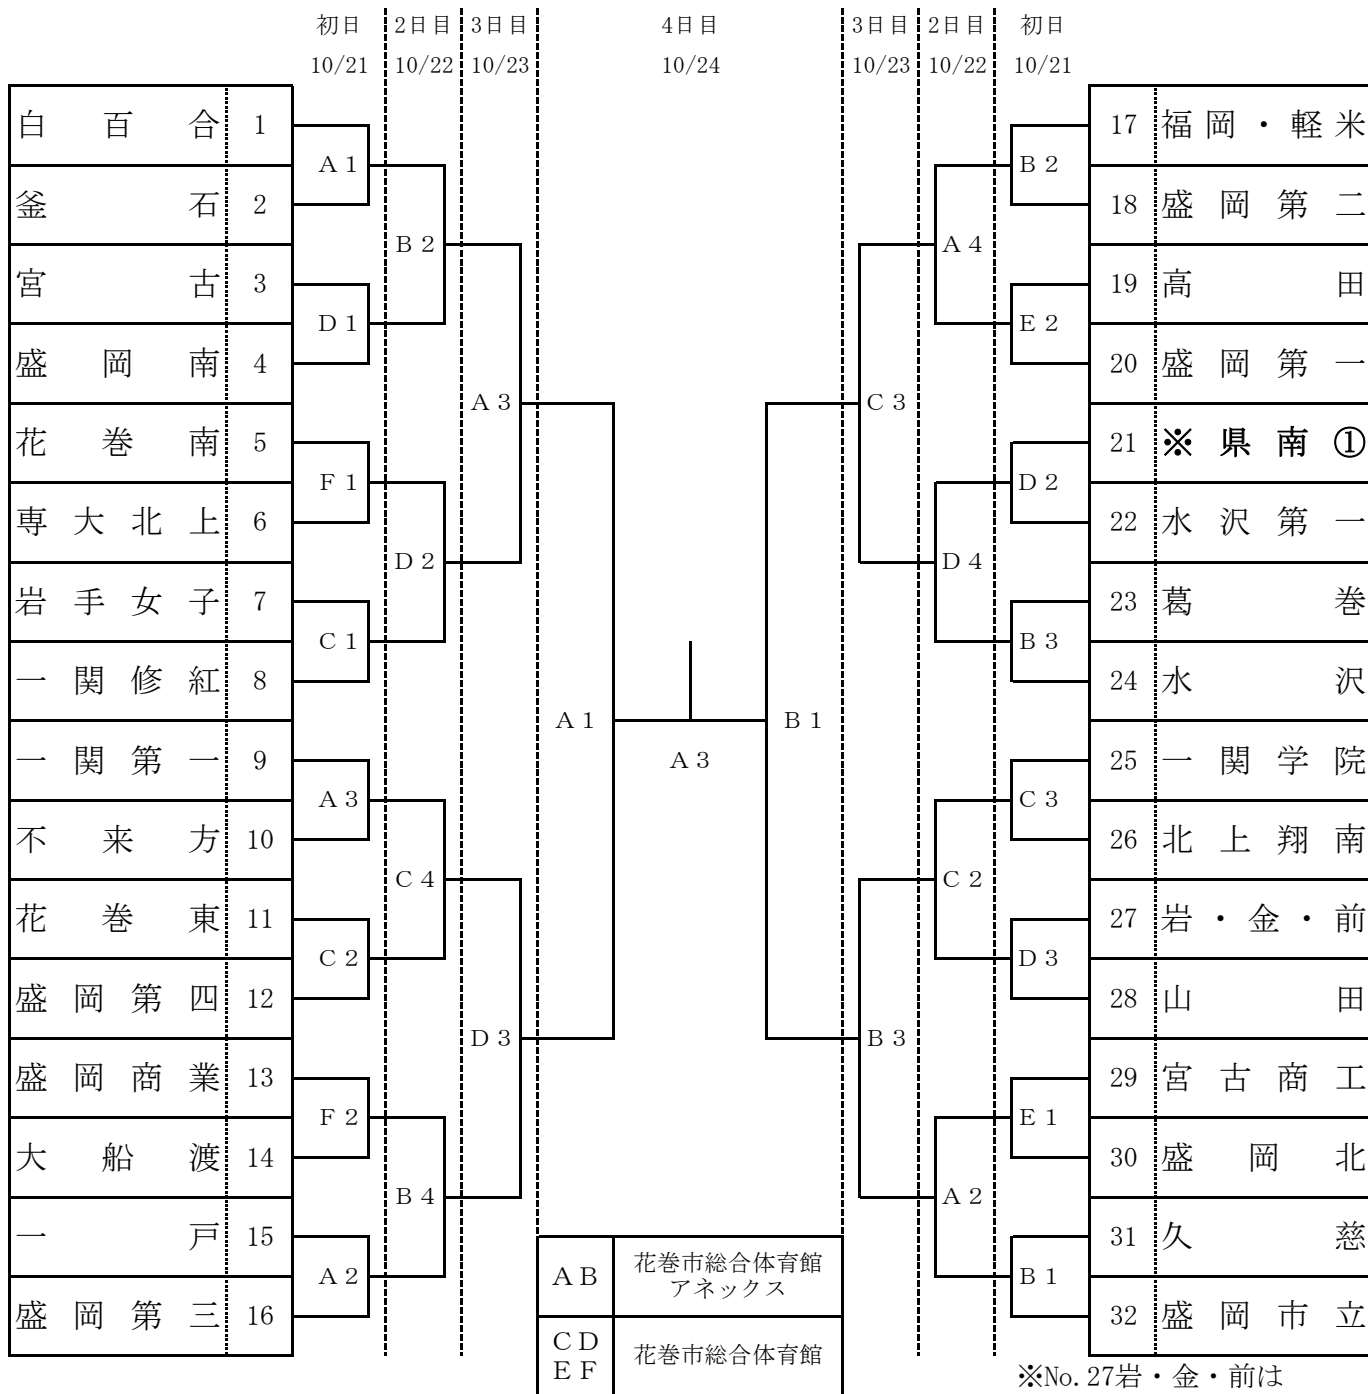 初日 2日目 3日目 4日目 3日目 2日目 初日
10/21 10/22 10/23 10/24 10/23 10/22 10/21
白百合 1 17 福岡・軽米
A1 B2
釜石 2 18 盛岡第二
B2 A4
宮古 3 19 高田
D1 E2
盛岡南 4 20 盛岡第一
A3 C3
花巻南 5 21 ※県南①
F1 D2
専大北上 6 22 水沢第一
D2 D4
岩手女子 7 23 葛巻
C1 B3
一関修紅 8 24 水沢
A1 B1
一関第一 9 25 一関学院
A3
A3 C3
不来方 10 26 北上翔南
C4 C2
花巻東 11 27 岩・金・前
C2 D3
盛岡第四 12 28 山田
D3 B3
盛岡商業 13 29 宮古商工
F2 E1
大船渡 14 30 盛岡北
B4 A2
一戸 15 31 久慈
A2 B1
盛岡第三 16 32 盛岡市立
AB 花巻市総合体育館
アネックス
CD
EF 花巻市総合体育館
※No.27岩・金・前は